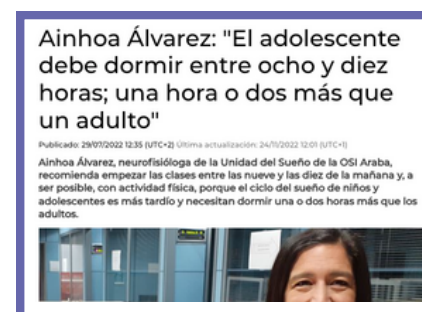 Ainhoa Álvarez: "El adolescente
debe dormir entre ocho y diez
horas; una hora o dos más que
un adulto"
Publicado: 29/07/2022 12:35 (UTC+2) Última actualización: 24/11/2022 12:01 (UTC+1)
Ainhoa Álvarez, neurofisióloga de la Unidad del Sueño de la OSI Araba,
recomienda empezar las clases entre las nueve y las diez de la mañana y, a
ser posible, con actividad física, porque el ciclo del sueño de niños y
adolescentes es más tardío y necesitan dormir una o dos horas más que los
adultos.